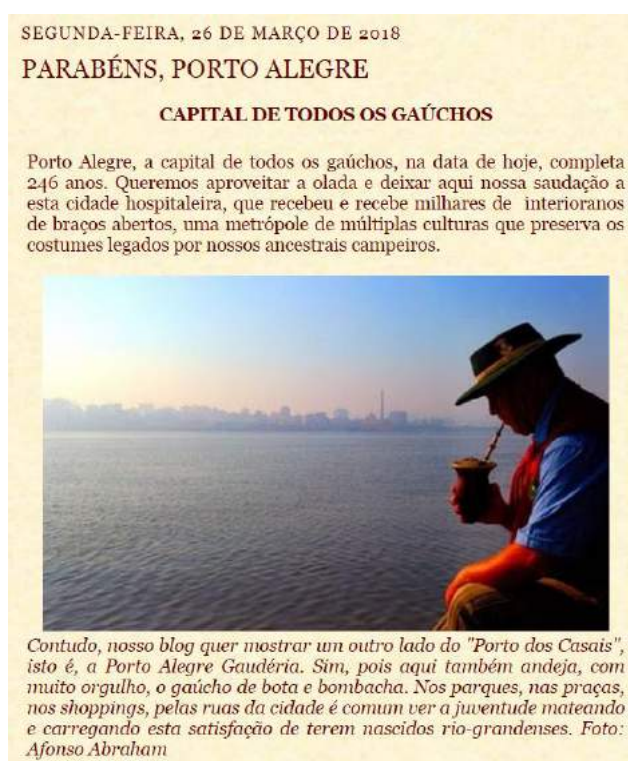 SEGUNDA-FEIRA, 26 DE MARÇO DE 2018
PARABÉNS, PORTO ALEGRE
CAPITAL DE TODOS OS GAÚCHOS
Porto Alegre, a capital de todos os gaúchos, na data de hoje, completa
246 anos. Queremos aproveitar a olada e deixar aqui nossa saudação a
esta cidade hospitaleira, que recebeu e recebe milhares de interioranos
de braços abertos, uma metrópole de múltiplas culturas que preserva os
costumes legados por nossos ancestrais campeiros.
Contudo, nosso blog quer mostrar um outro lado do "Porto dos Casais",
isto é, a Porto Alegre Gaudéria. Sim, pois aqui também andeja, com
muito orgulho, o gaúcho de bota e bombacha. Nos parques, nas praças,
nos shoppings, pelas ruas da cidade é comum ver a juventude mateando
e carregando esta satisfação de terem nascidos rio-grandenses. Foto:
Afonso Abraham